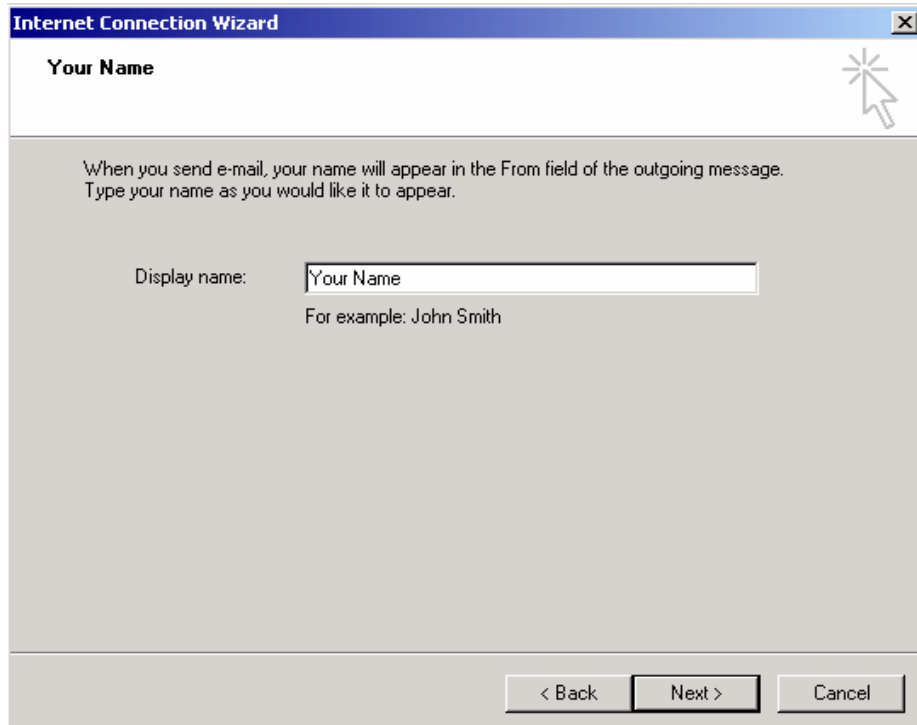 Internet Connection Wizard
Your Name
When you send e-mail, your name will appear in the From field of the outgoing message.
Type your name as you would like it to appear.
Display name:
Your Name
For example: John Smith
< Back
Next >
Cancel